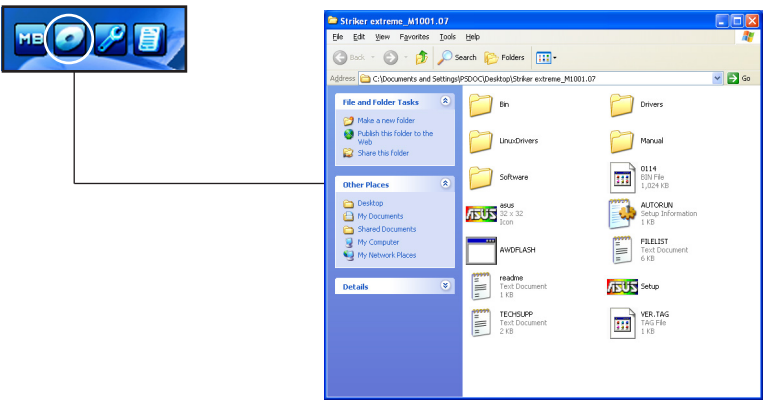 MB
Striker extreme_M1001.07
File Edit View Favorites Tools Help
Back Search Folders
Address C:\Documents and Settings\PSDOC\Desktop\Striker extreme_M1001.07 Go
File and Folder Tasks
Make a new folder
Publish this folder to the
Web
Share this folder
Other Places
Desktop
My Documents
Shared Documents
My Computer
My Network Places
Details
Bin
Drivers
LinuxDrivers
Manual
Software
0114
BIN File
1,024 KB
ASUS
asus
32 x 32
Icon
AUTORUN
Setup Information
1 KB
AWDFLASH
FILELIST
Text Document
6 KB
readme
Text Document
1 KB
ASUS
Setup
TECHSUPP
Text Document
2 KB
VER.TAG
TAG File
1 KB